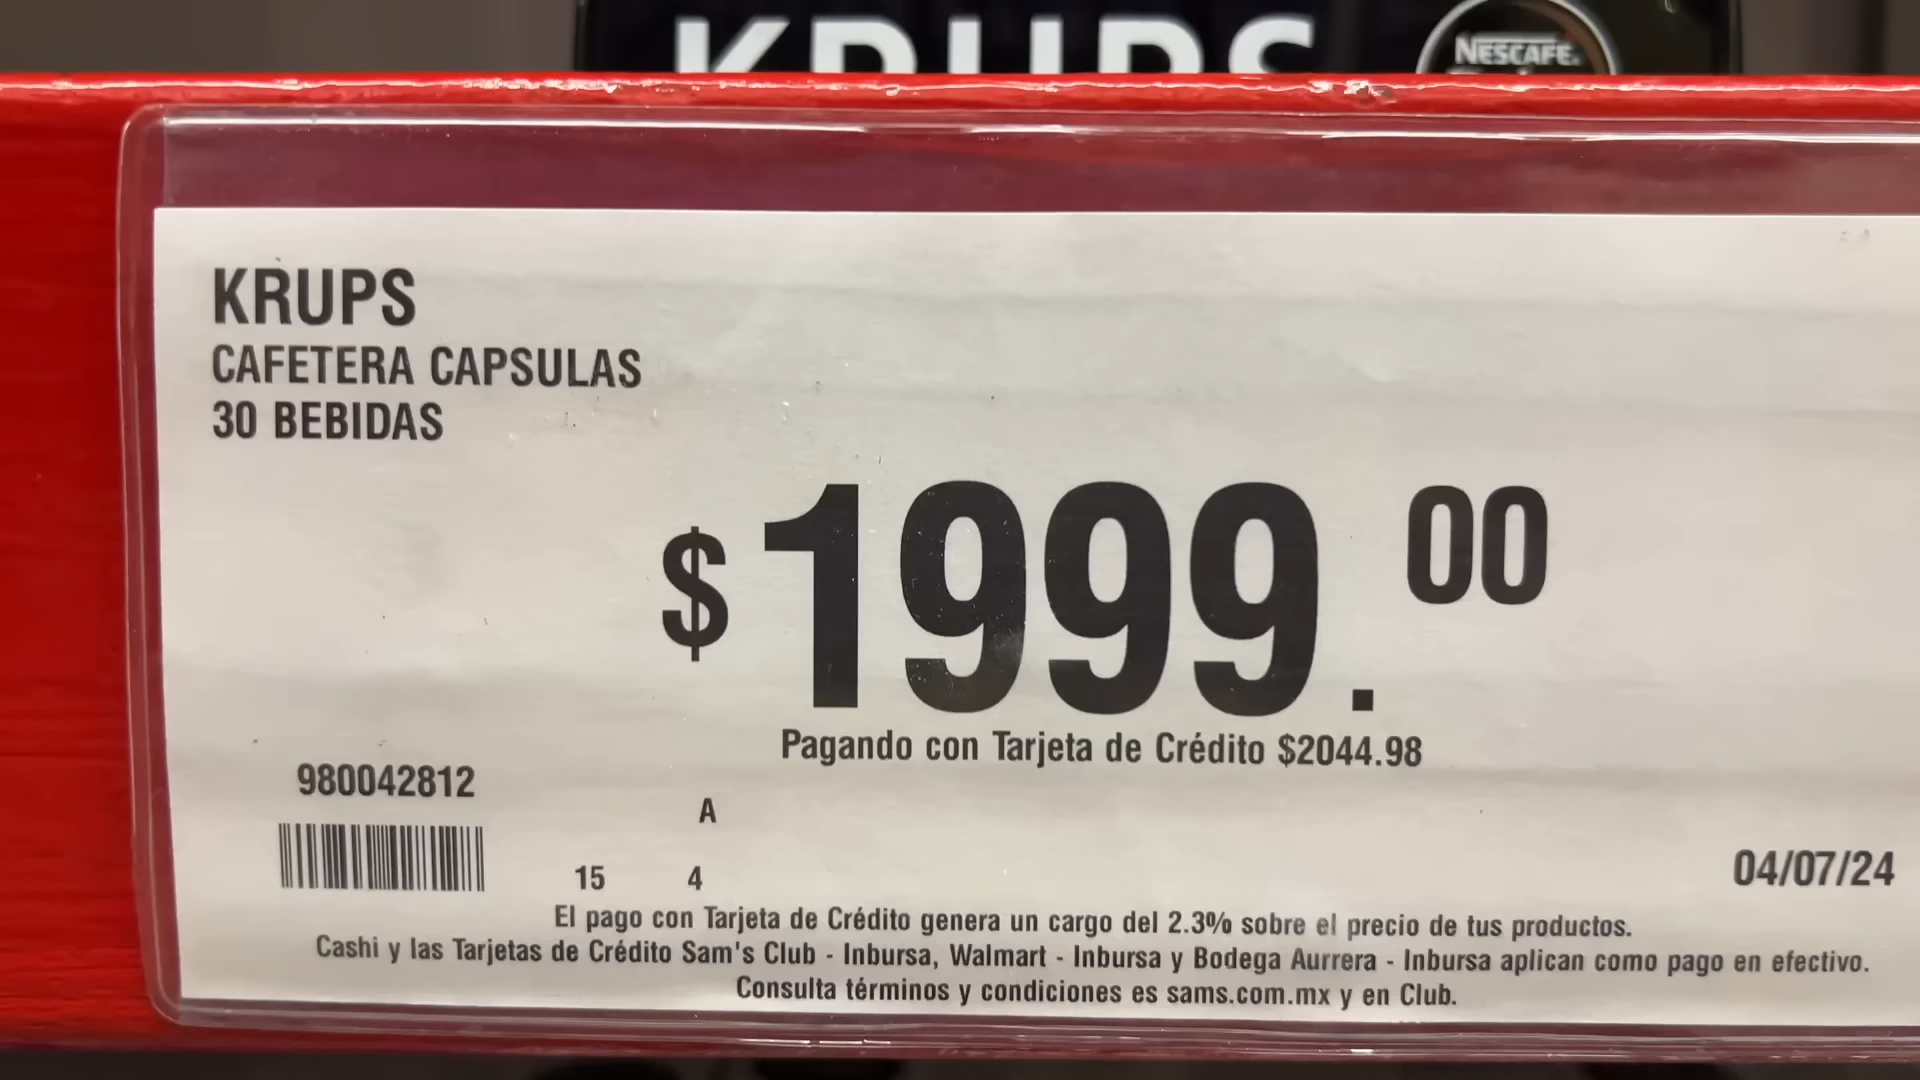 KRUPS
NESCAFÉ
KRUPS
CAFETERA CAPSULAS
30 BEBIDAS
$1999.00
Pagando con Tarjeta de Crédito $2044.98
980042812
A
15 4
04/07/24
El pago con Tarjeta de Crédito genera un cargo del 2.3% sobre el precio de tus productos.
Cashi y las Tarjetas de Crédito Sam's Club - Inbursa, Walmart - Inbursa y Bodega Aurrera - Inbursa aplican como pago en efectivo.
Consulta términos y condiciones es sams.com.mx y en Club.